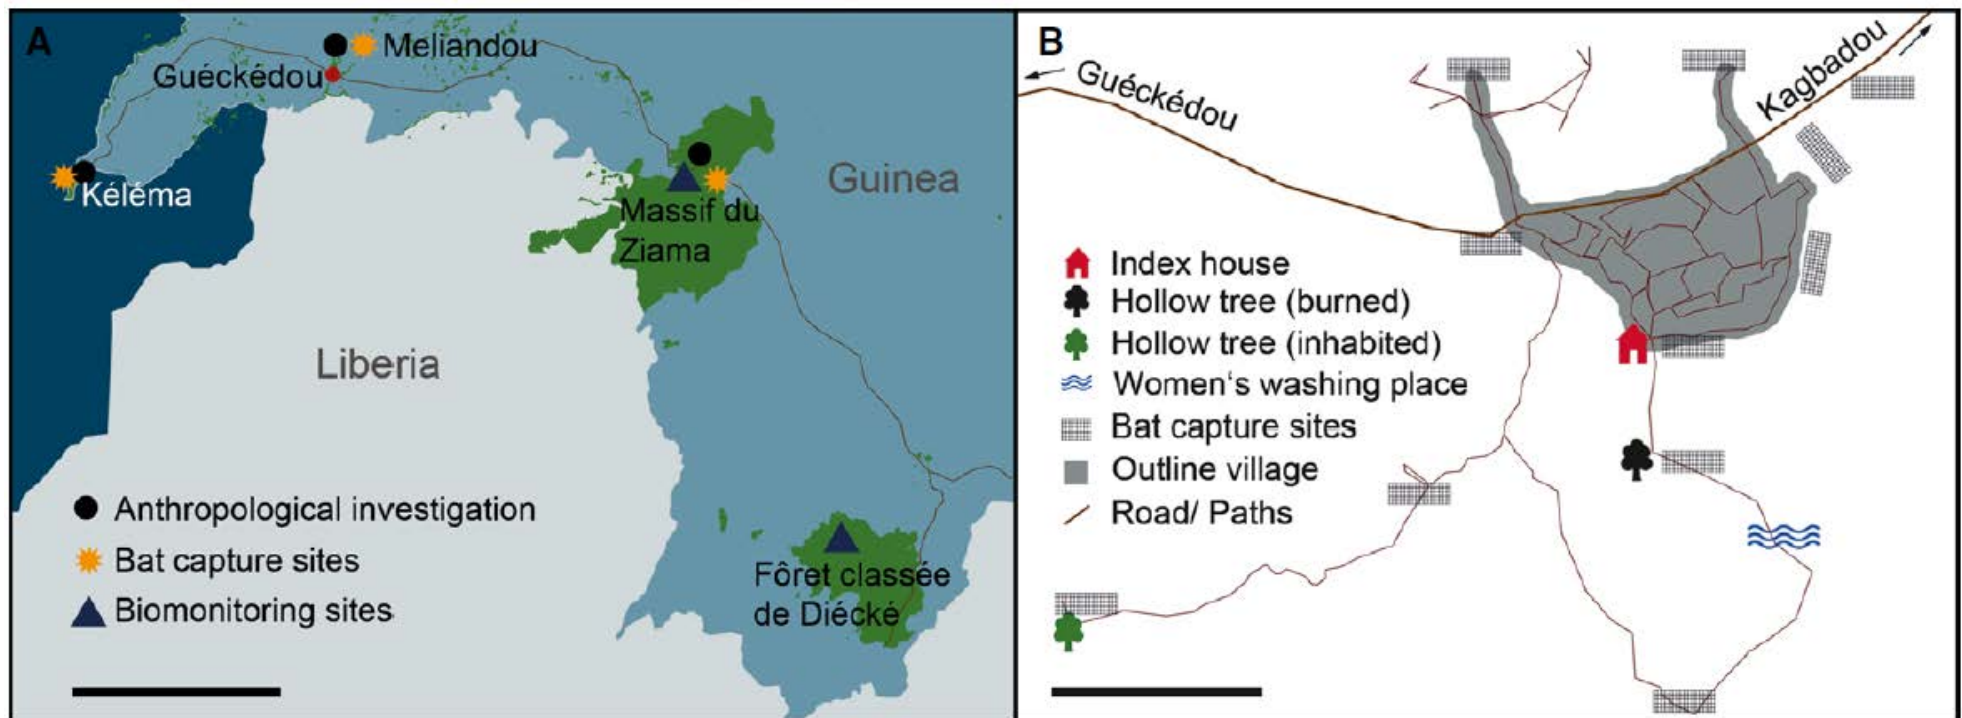 A
Meliandou
Guéckédou
Kéléma
Massif du
Ziama
Guinea
Liberia
Anthropological investigation
Bat capture sites
Biomonitoring sites
Fôret classée
de Diécké
B
Guéckédou
Kagbadou
Index house
Hollow tree (burned)
Hollow tree (inhabited)
Women's washing place
Bat capture sites
Outline village
Road/ Paths